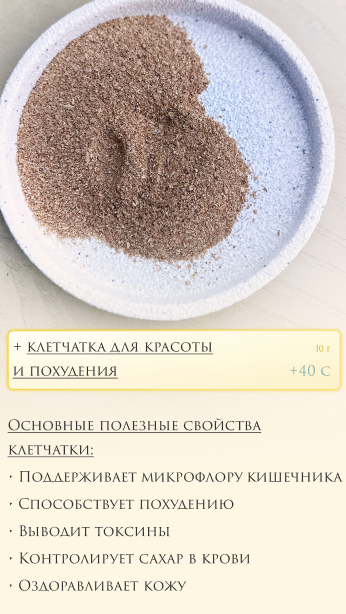 + Клетчатка для красоты
10 г
и похудения
+40 с
Основные полезные свойства
клетчатки:
· Поддерживает микрофлору кишечника
· Способствует похудению
· Выводит токсины
· Контролирует сахар в крови
· Оздоравливает кожу